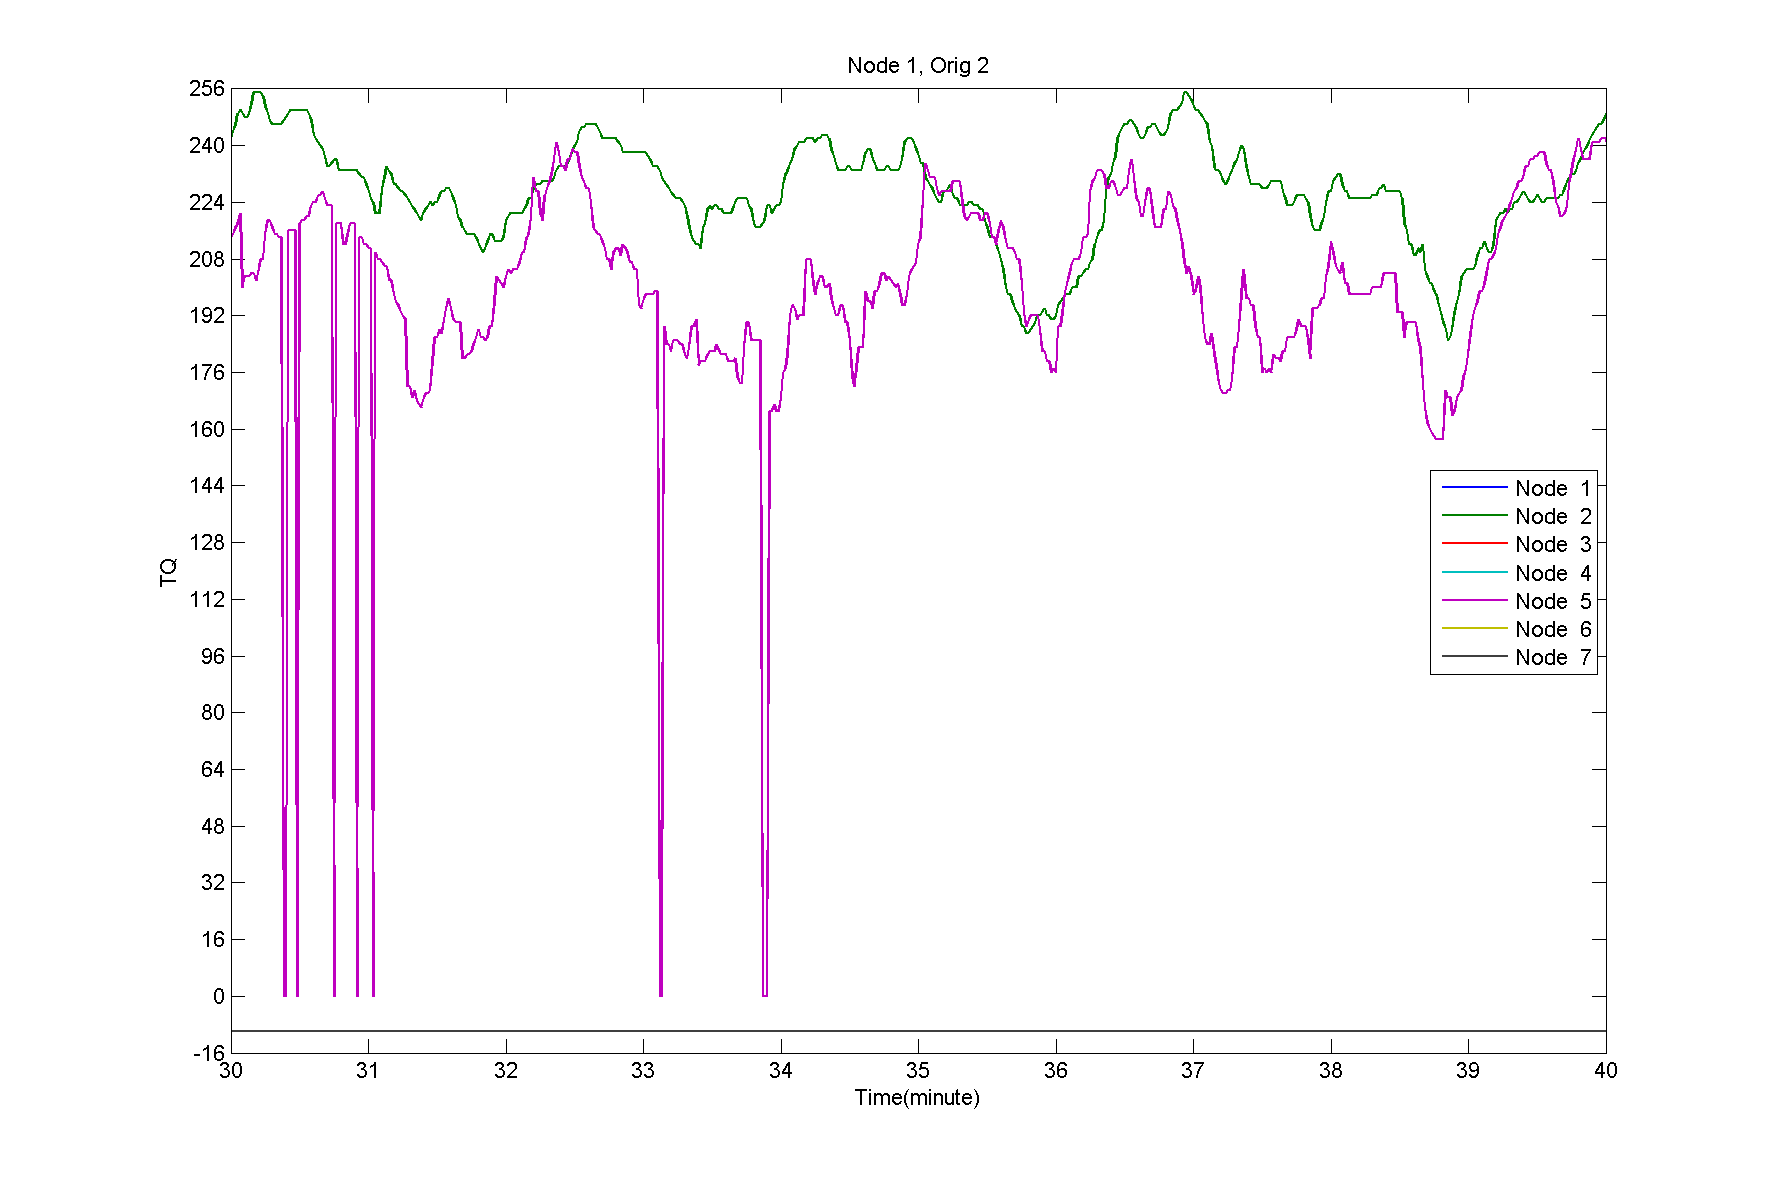 Node 1, Orig 2
256
240
224
208
192
176
160
144
128
112
96
80
64
48
32
16
0
-16
TQ
Node 1
Node 2
Node 3
Node 4
Node 5
Node 6
Node 7
30 31 32 33 34 35 36 37 38 39 40
Time(minute)